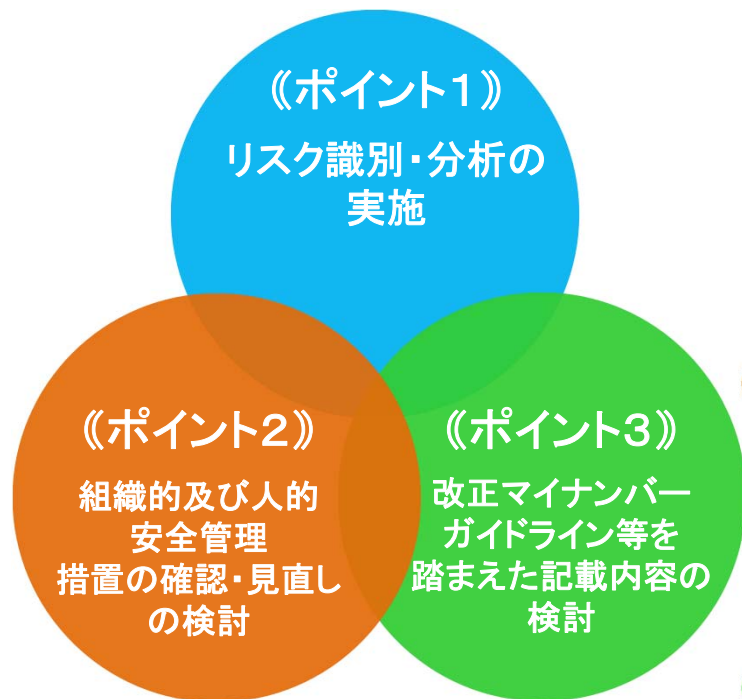 《ポイント１》
リスク識別・分析の
実施
《ポイント２》
組織的及び人的
安全管理
措置の確認・見直し
の検討
《ポイント３》
改正マイナンバー
ガイドライン等を
踏まえた記載内容の
検討